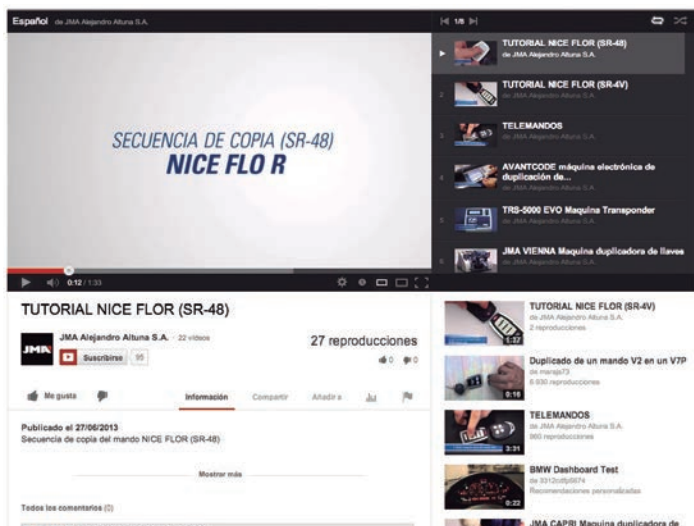 Español de JMA Alejandro Altuna S.A.
1/8
SECUENCIA DE COPIA (SR-48)
NICE FLO R
0:12 / 1:33
TUTORIAL NICE FLOR (SR-48)
de JMA Alejandro Altuna S.A.
2
TUTORIAL NICE FLOR (SR-4V)
de JMA Alejandro Altuna S.A.
3
TELEMANDOS
de JMA Alejandro Altuna S.A.
4
AVANTCODE máquina electrónica de
duplicación de...
de JMA Alejandro Altuna S.A.
5
TRS-5000 EVO Maquina Transponder
de JMA Alejandro Altuna S.A.
6
JMA VIENNA Maquina duplicadora de llaves
de JMA Alejandro Altuna S.A.
TUTORIAL NICE FLOR (SR-48)
JMA
JMA Alejandro Altuna S.A. · 22 vídeos
Suscribirse 95
27 reproducciones
0 0
Me gusta
Información Compartir Añadir a
Publicado el 27/06/2013
Secuencia de copia del mando NICE FLOR (SR-48)
Mostrar más
Todos los comentarios (0)
TUTORIAL NICE FLOR (SR-4V)
de JMA Alejandro Altuna S.A.
2 reproducciones
1:37
Duplicado de un mando V2 en un V7P
de maraja73
6 930 reproducciones
0:16
TELEMANDOS
de JMA Alejandro Altuna S.A.
960 reproducciones
3:31
BMW Dashboard Test
Recomendaciones personalizadas
0:22
JMA CAPRI Maquina duplicadora de